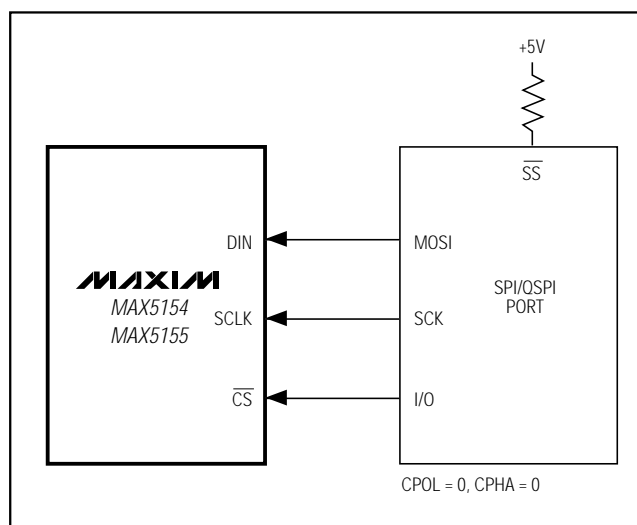 +5V
SS
DIN
MOSI
MAXIM
MAX5154
MAX5155
SPI/QSPI
PORT
SCLK
SCK
CS
I/O
CPOL = 0, CPHA = 0